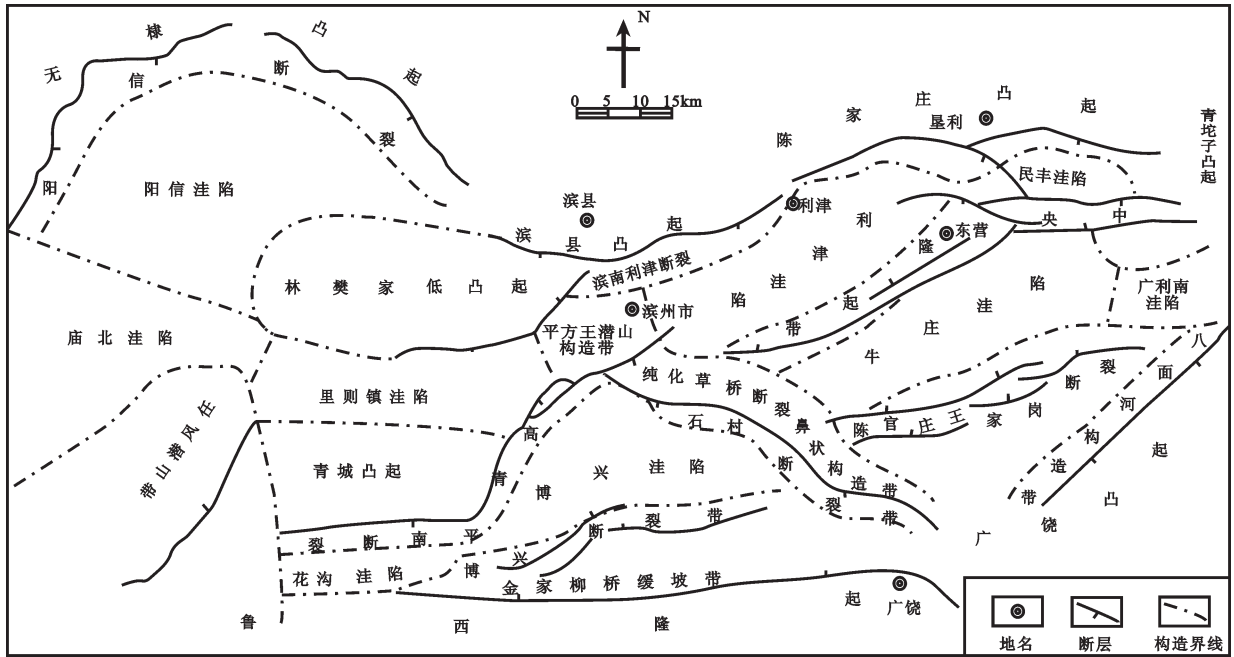 无棣凸起
阳信断裂
N
0 5 10 15km
陈家庄凸起
垦利
青坨子凸起
阳信洼陷
民丰洼陷
滨县
利津
滨县凸起
东营
中央隆起带
滨南利津断裂
利津洼陷
林樊家低凸起
广利南
洼陷
滨州市
庙北洼陷
平方王潜山
构造带
牛庄洼陷
八面河构造带
纯化草桥断裂鼻状构造带
里则镇洼陷
任风潜山带
石村断裂带
陈官庄王家岗断裂
高青
青城凸起
博兴洼陷
平南断裂
博兴断裂带
广饶凸起
花沟洼陷
金家柳桥缓坡带
广饶
鲁西隆起
地名
断层
构造界线